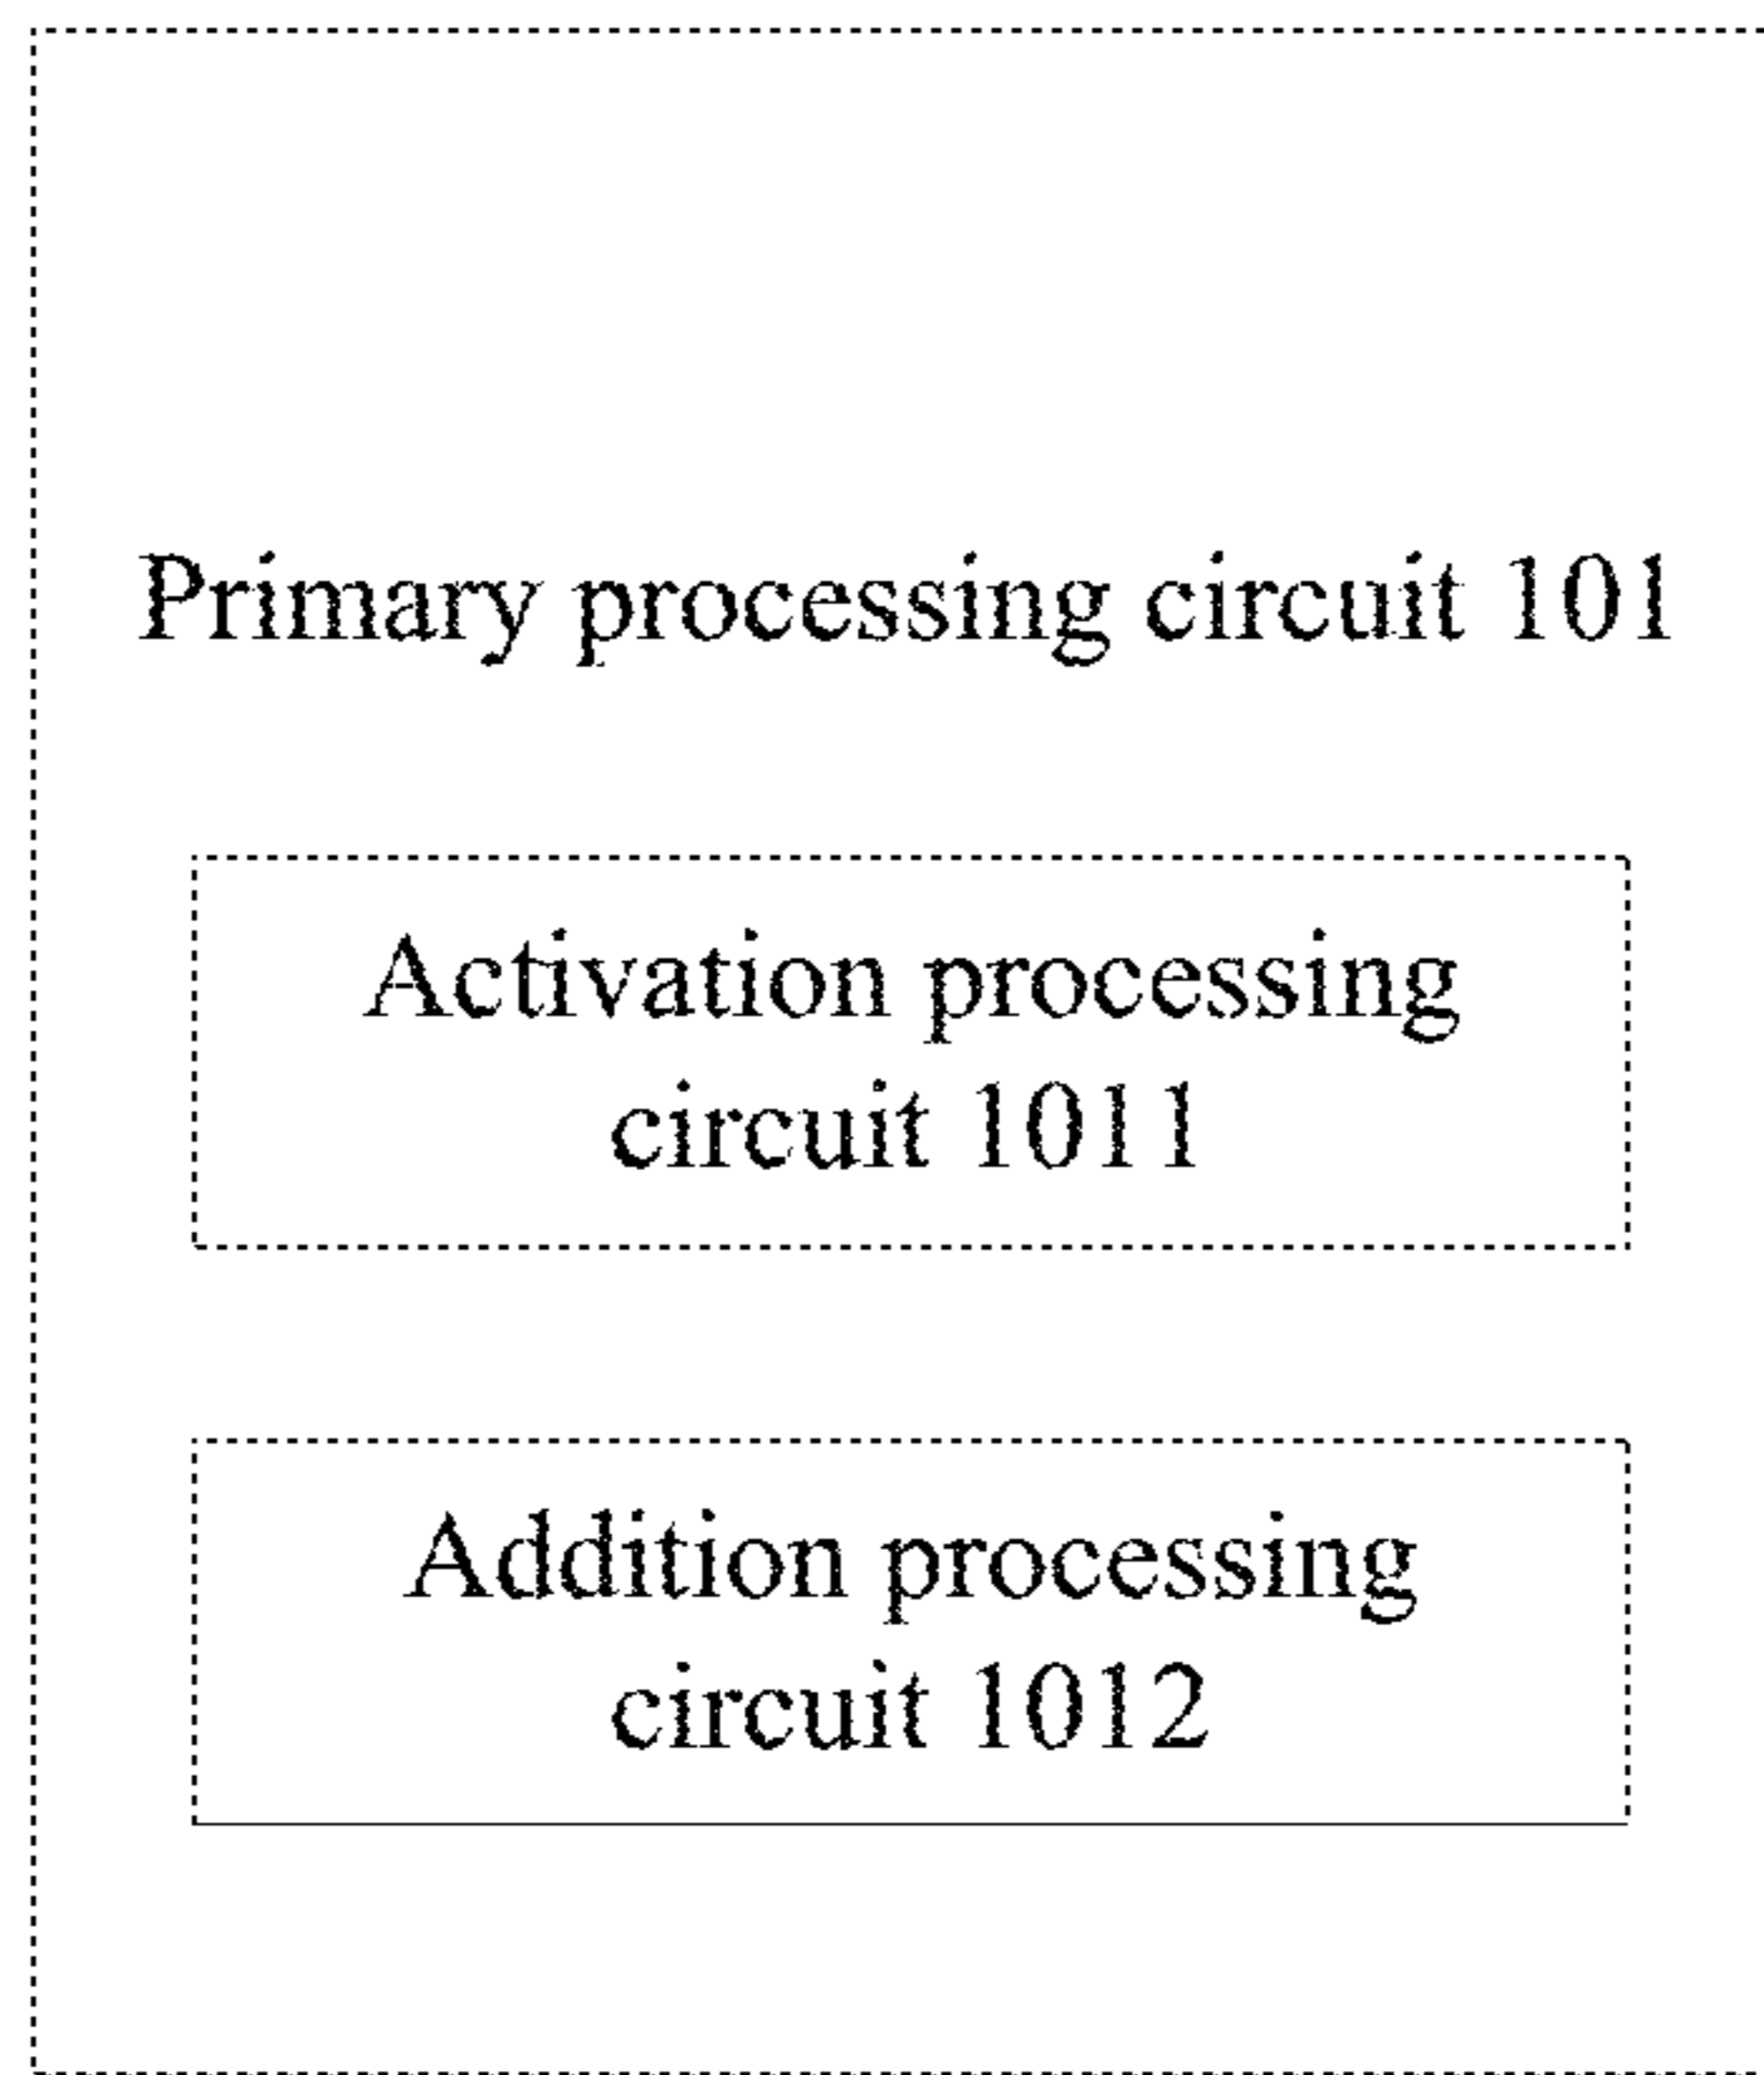 Primary processing circuit 101
Activation processing
circuit 1011
Addition processing
circuit 1012